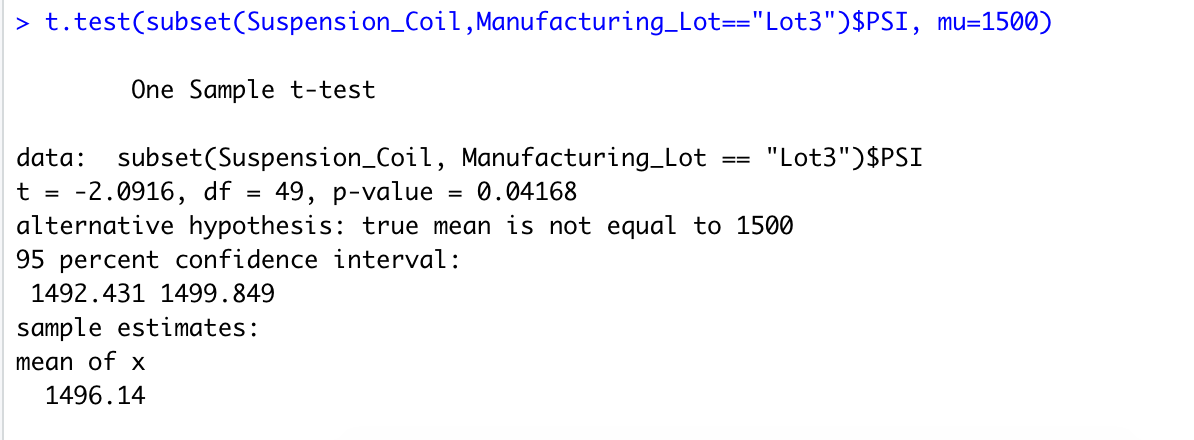 > t.test(subset(Suspension_Coil,Manufacturing_Lot=="Lot3")$PSI, mu=1500)
One Sample t-test
data:  subset(Suspension_Coil, Manufacturing_Lot == "Lot3")$PSI
t = -2.0916, df = 49, p-value = 0.04168
alternative hypothesis: true mean is not equal to 1500
95 percent confidence interval:
 1492.431 1499.849
sample estimates:
mean of x
  1496.14